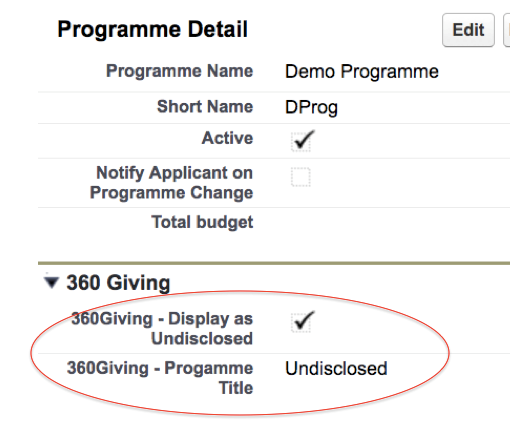 Programme Detail
Edit
Programme Name Demo Programme
Short Name DProg
Active
Notify Applicant on
Programme Change
Total budget
360 Giving
360Giving - Display as
Undisclosed
360Giving - Progamme Undisclosed
Title